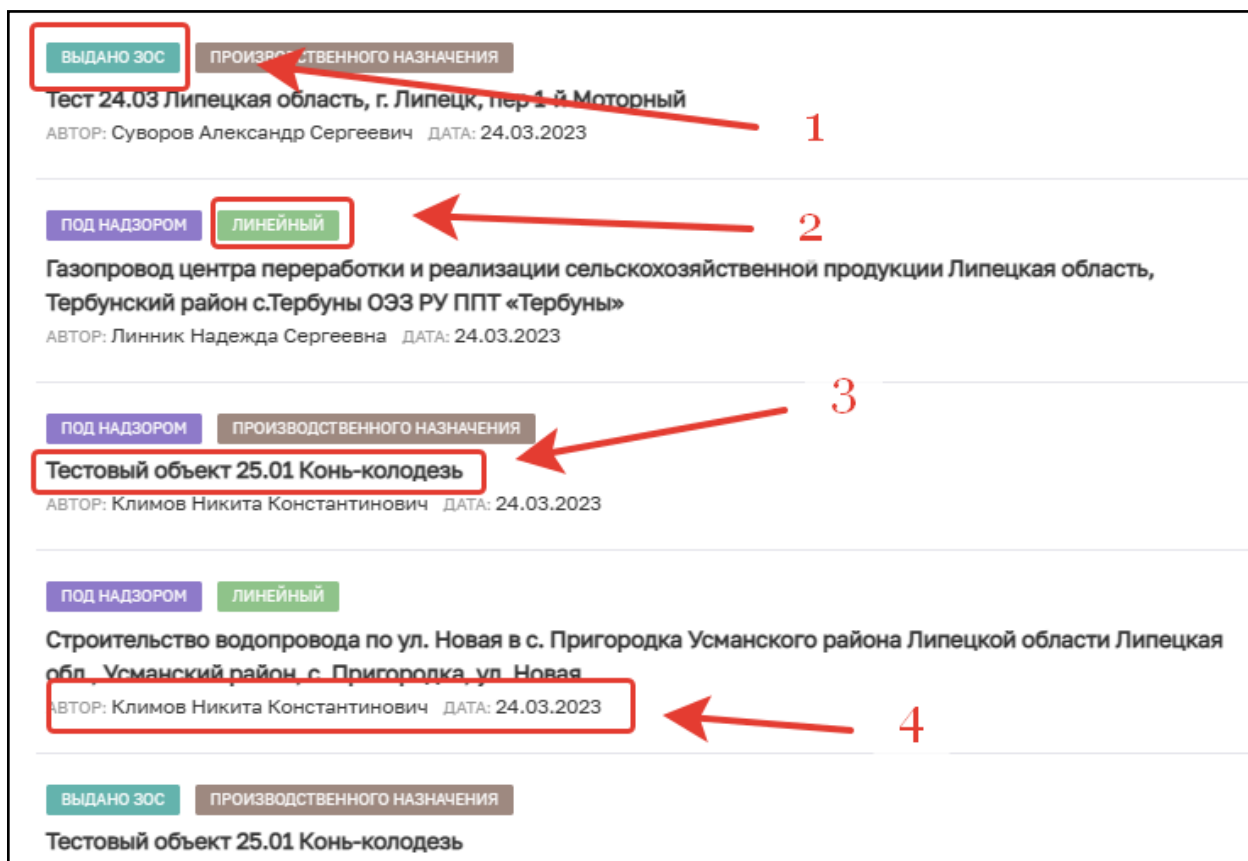 ВЫДАНО ЗОС ПРОИЗВОДСТВЕННОГО НАЗНАЧЕНИЯ
Тест 24.03 Липецкая область, г. Липецк, пер 1-й Моторный
АВТОР: Суворов Александр Сергеевич ДАТА: 24.03.2023
1
ПОД НАДЗОРОМ ЛИНЕЙНЫЙ
2
Газопровод центра переработки и реализации сельскохозяйственной продукции Липецкая область,
Тербунский район с.Тербуны ОЭЗ РУ ППТ «Тербуны»
АВТОР: Линник Надежда Сергеевна ДАТА: 24.03.2023
3
ПОД НАДЗОРОМ ПРОИЗВОДСТВЕННОГО НАЗНАЧЕНИЯ
Тестовый объект 25.01 Конь-колодезь
АВТОР: Климов Никита Константинович ДАТА: 24.03.2023
ПОД НАДЗОРОМ ЛИНЕЙНЫЙ
Строительство водопровода по ул. Новая в с. Пригородка Усманского района Липецкой области Липецкая
обл., Усманский район, с. Пригородка, ул. Новая
АВТОР: Климов Никита Константинович ДАТА: 24.03.2023
4
ВЫДАНО ЗОС ПРОИЗВОДСТВЕННОГО НАЗНАЧЕНИЯ
Тестовый объект 25.01 Конь-колодезь